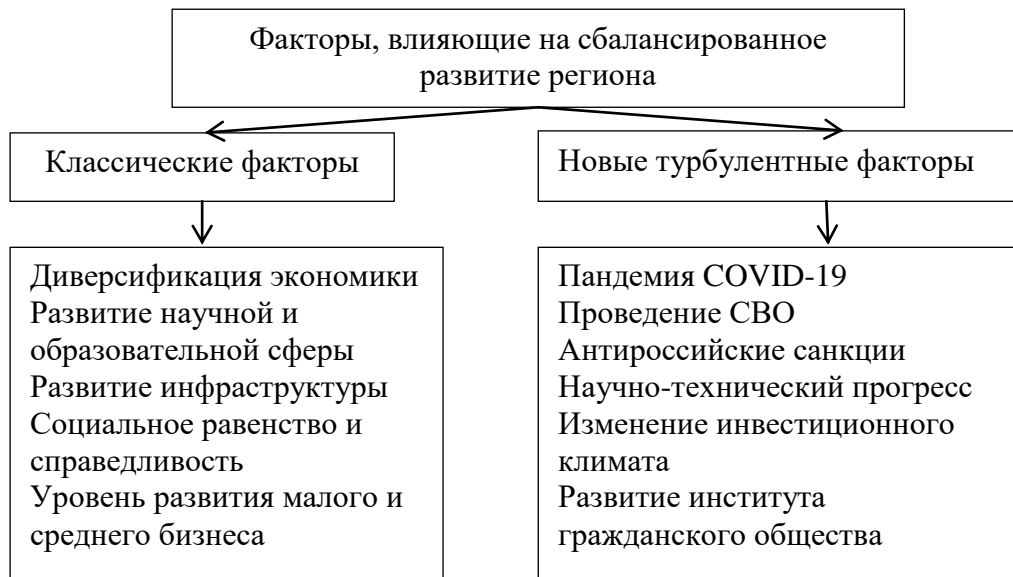 Факторы, влияющие на сбалансированное
развитие региона
Классические факторы
Новые турбулентные факторы
Диверсификация экономики
Развитие научной и
образовательной сферы
Развитие инфраструктуры
Социальное равенство и
справедливость
Уровень развития малого и
среднего бизнеса
Пандемия COVID-19
Проведение СВО
Антироссийские санкции
Научно-технический прогресс
Изменение инвестиционного
климата
Развитие института
гражданского общества